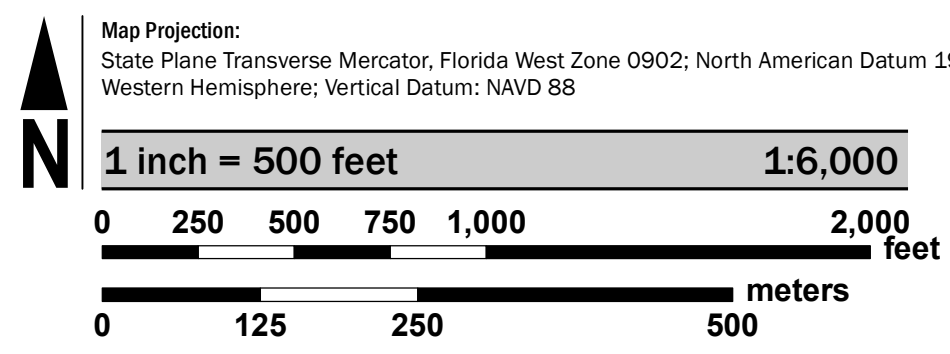 N
Map Projection:
State Plane Transverse Mercator, Florida West Zone 0902; North American Datum 19
Western Hemisphere; Vertical Datum: NAVD 88
1 inch = 500 feet 1:6,000
0 250 500 750 1,000 2,000
feet
meters
0 125 250 500